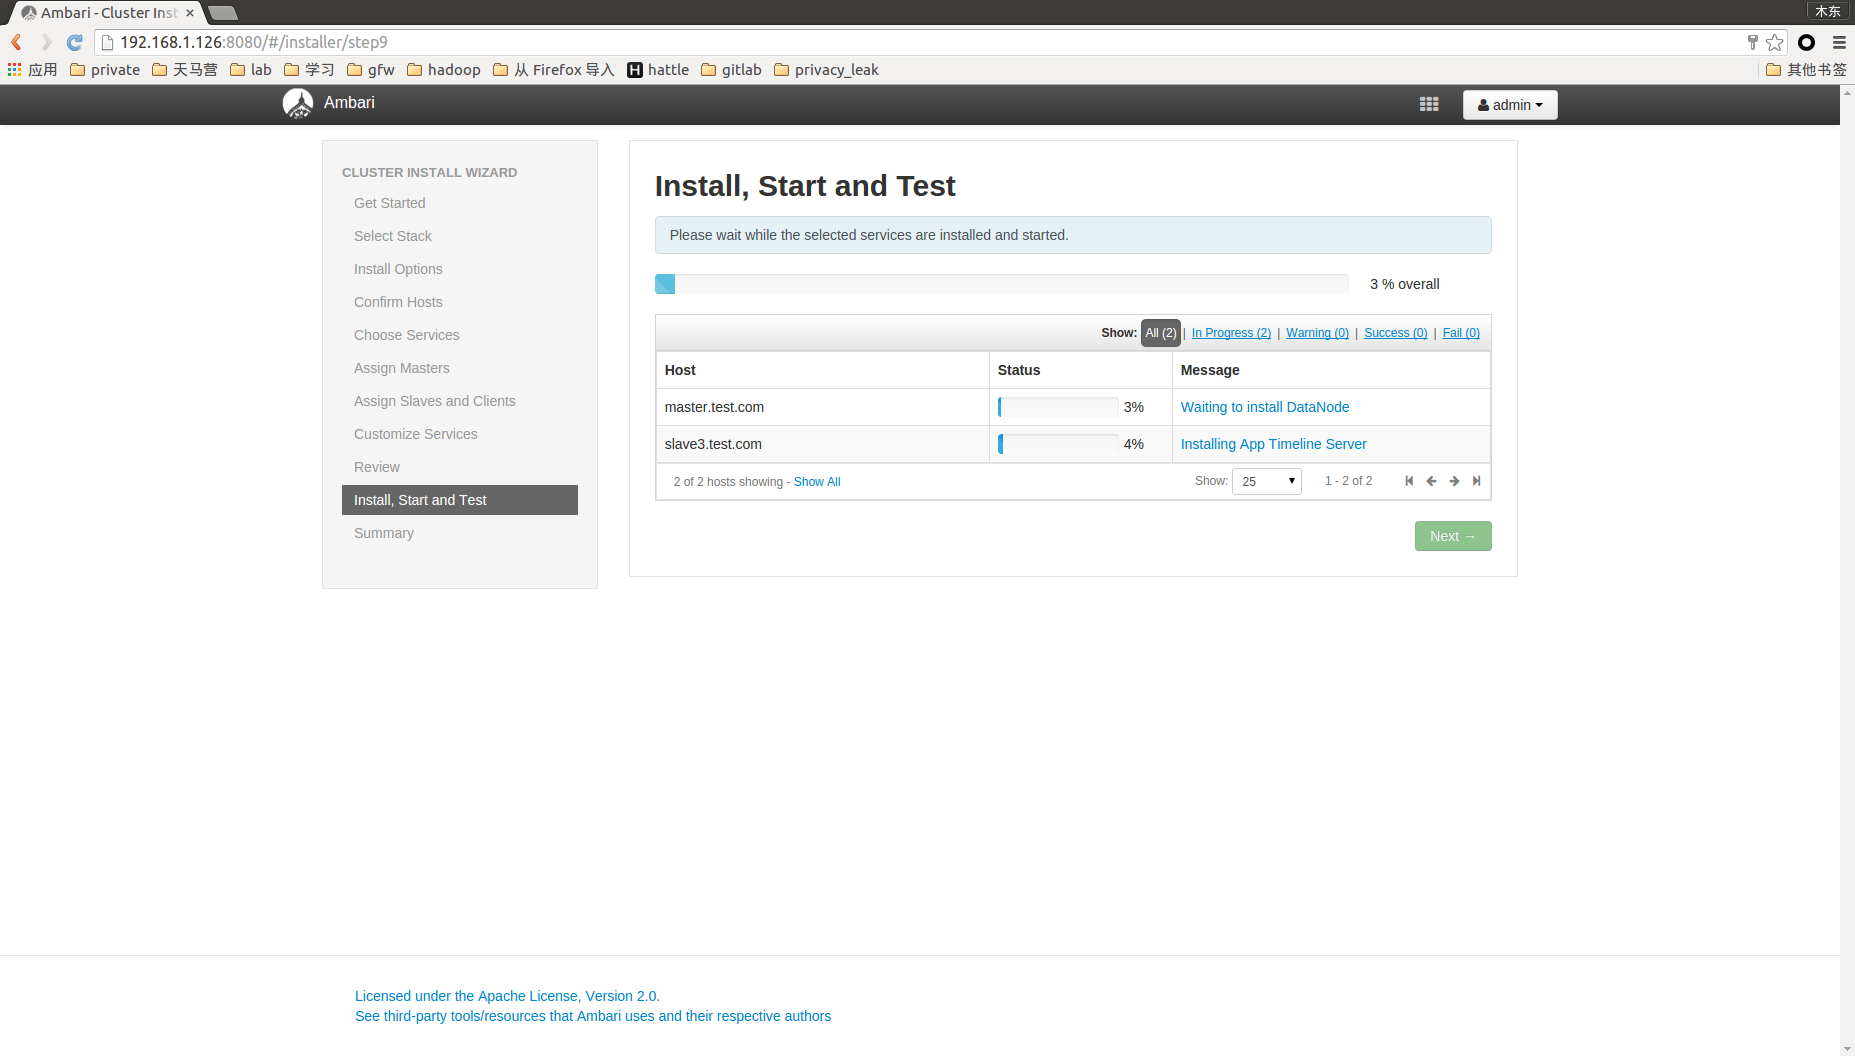 Ambari - Cluster Inst
木东
192.168.1.126:8080/#/installer/step9
应用 private 天马营 lab 学习 gfw hadoop 从 Firefox 导入 H hattle gitlab privacy_leak 其他书签
Ambari admin
CLUSTER INSTALL WIZARD
Get Started
Select Stack
Install Options
Confirm Hosts
Choose Services
Assign Masters
Assign Slaves and Clients
Customize Services
Review
Install, Start and Test
Summary
Install, Start and Test
Please wait while the selected services are installed and started.
3 % overall
Show: All (2) | In Progress (2) | Warning (0) | Success (0) | Fail (0)
Host Status Message
master.test.com 3% Waiting to install DataNode
slave3.test.com 4% Installing App Timeline Server
2 of 2 hosts showing - Show All Show: 25 1 - 2 of 2
Next →
Licensed under the Apache License, Version 2.0.
See third-party tools/resources that Ambari uses and their respective authors